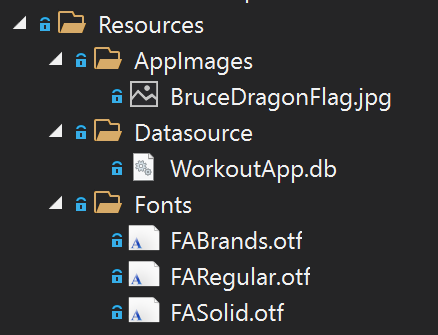 Resources
AppImages
BruceDragonFlag.jpg
Datasource
WorkoutApp.db
Fonts
FABrands.otf
FARegular.otf
FASolid.otf